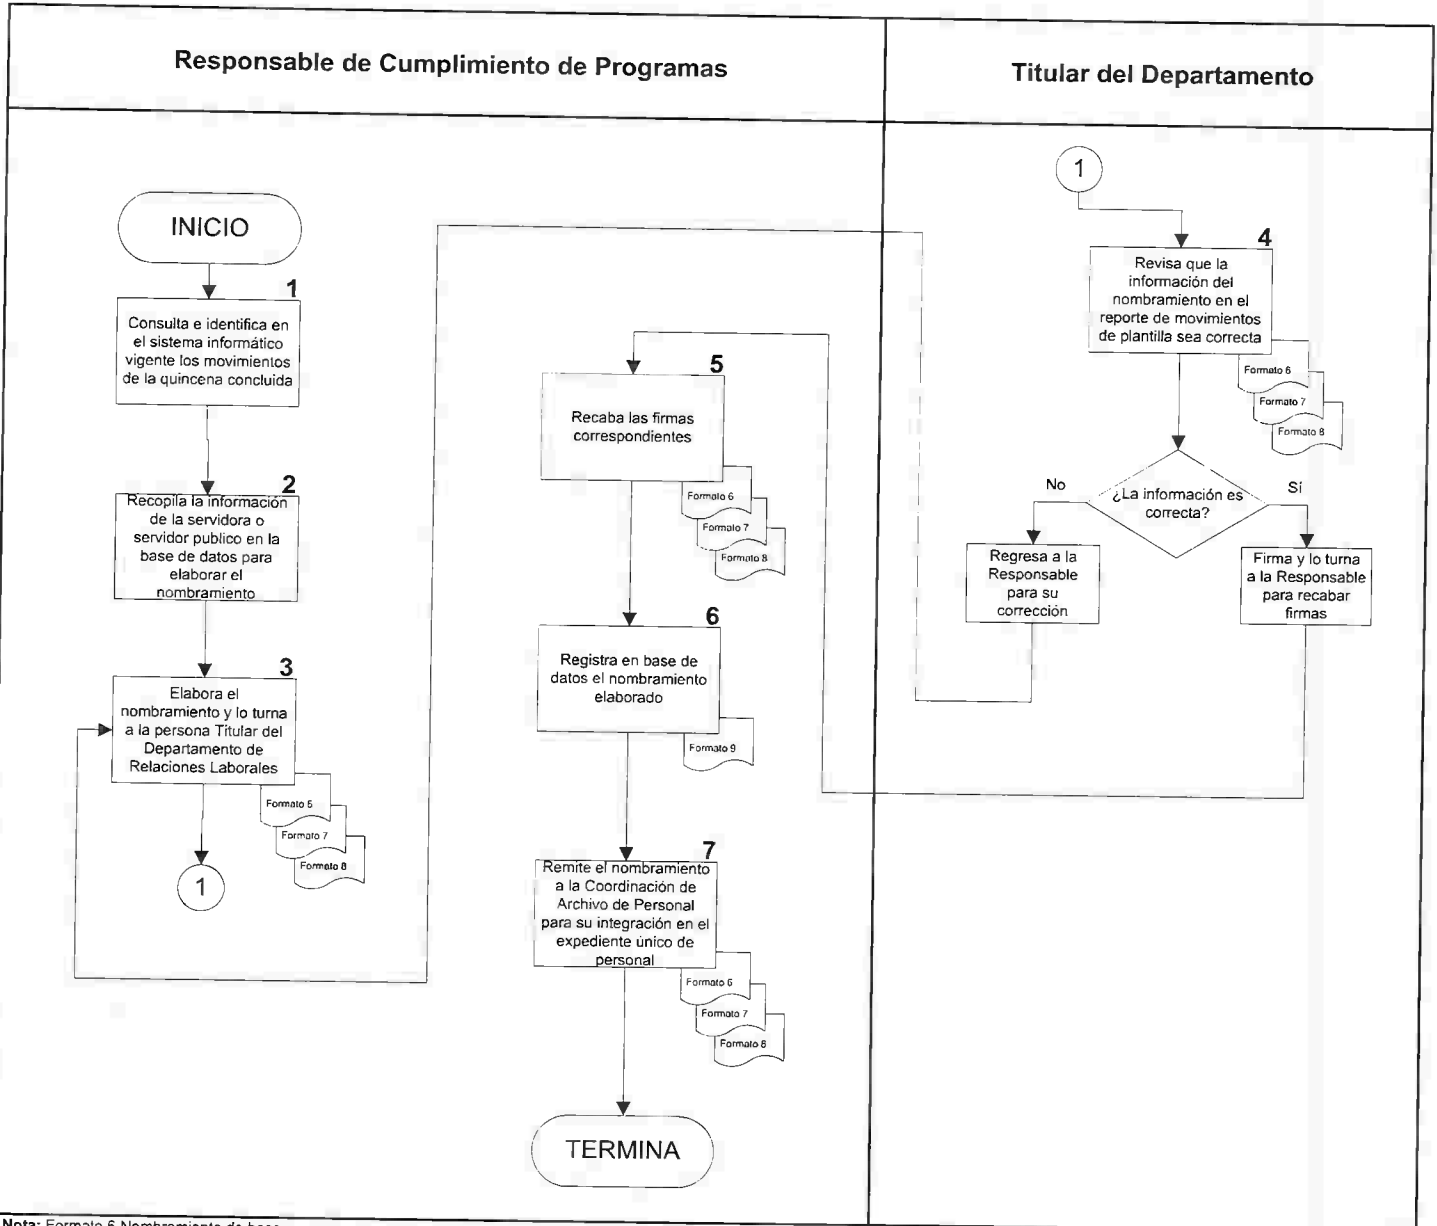 Responsable de Cumplimiento de Programas
Titular del Departamento
INICIO
1
Consulta e identifica en
el sistema informático
vigente los movimientos
de la quincena concluida
2
Recopila la información
de la servidora o
servidor publico en la
base de datos para
elaborar el
nombramiento
3
Elabora el
nombramiento y lo turna
a la persona Titular del
Departamento de
Relaciones Laborales
Formato 6
Formato 7
Formato 8
1
5
Recaba las firmas
correspondientes
Formato 6
Formato 7
Formato 8
6
Registra en base de
datos el nombramiento
elaborado
Formato 9
7
Remite el nombramiento
a la Coordinación de
Archivo de Personal
para su integración en el
expediente único de
personal
Formato 6
Formato 7
Formato 8
TERMINA
1
4
Revisa que la
información del
nombramiento en el
reporte de movimientos
de plantilla sea correcta
Formato 6
Formato 7
Formato 8
¿La información es
correcta?
No
Sí
Regresa a la
Responsable
para su
corrección
Firma y lo turna
a la Responsable
para recabar
firmas
Nota: Formato 6 Nombramiento de base